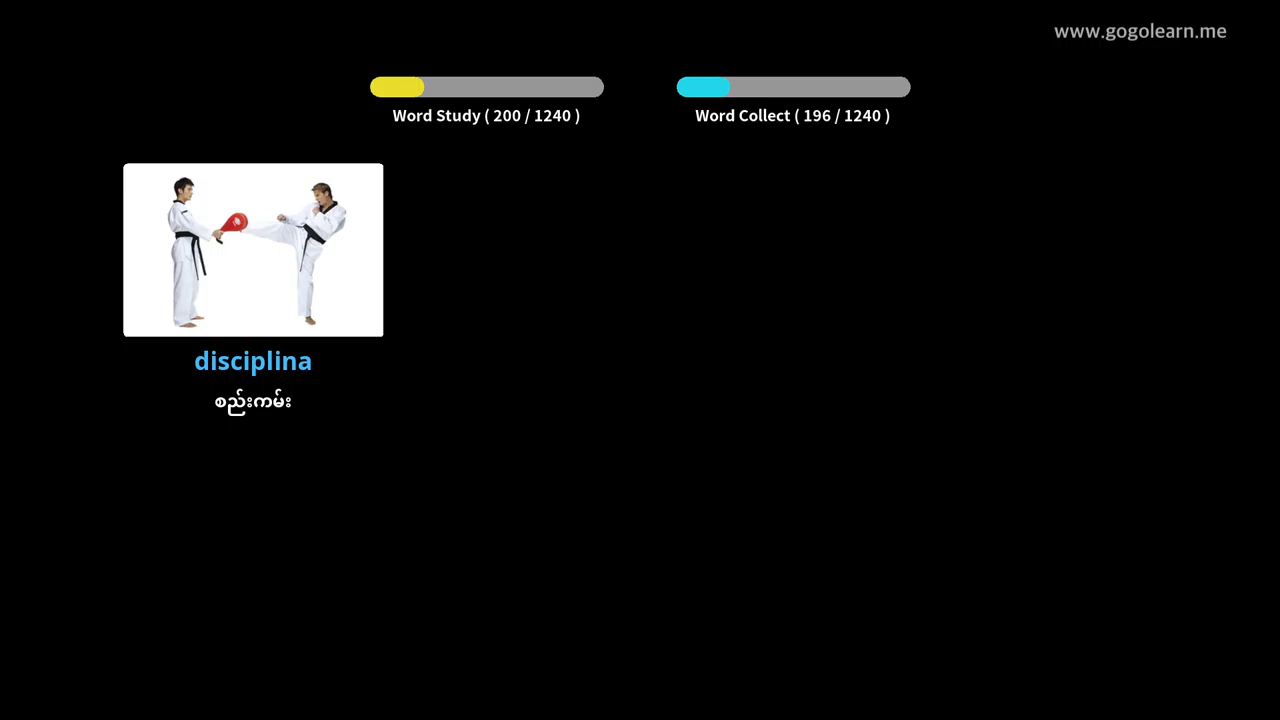 www.gogolearn.me
Word Study ( 200 / 1240 )
Word Collect ( 196 / 1240 )
disciplina
စည်းကမ်း